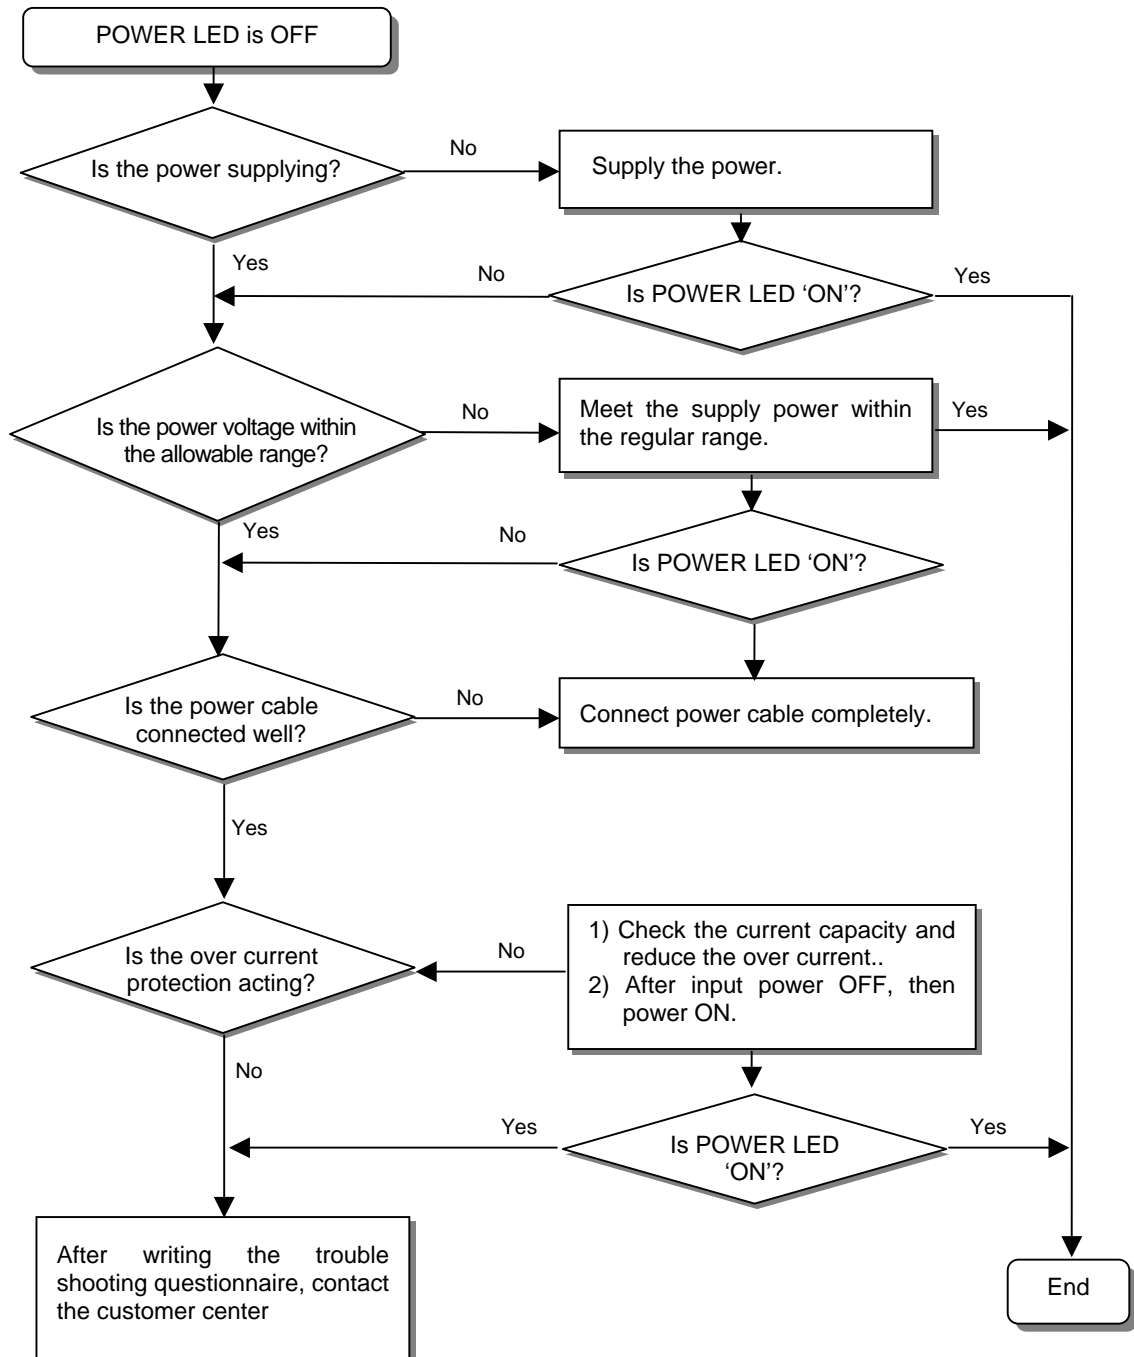 POWER LED is OFF
Is the power supplying?
No
Supply the power.
Yes
No
Is POWER LED ‘ON’?
Yes
Is the power voltage within
the allowable range?
No
Meet the supply power within
the regular range.
Yes
Yes
No
Is POWER LED ‘ON’?
Is the power cable
connected well?
No
Connect power cable completely.
Yes
Is the over current
protection acting?
No
1) Check the current capacity and
reduce the over current..
2) After input power OFF, then
power ON.
No
Yes
Is POWER LED
‘ON’?
Yes
After writing the trouble
shooting questionnaire, contact
the customer center
End